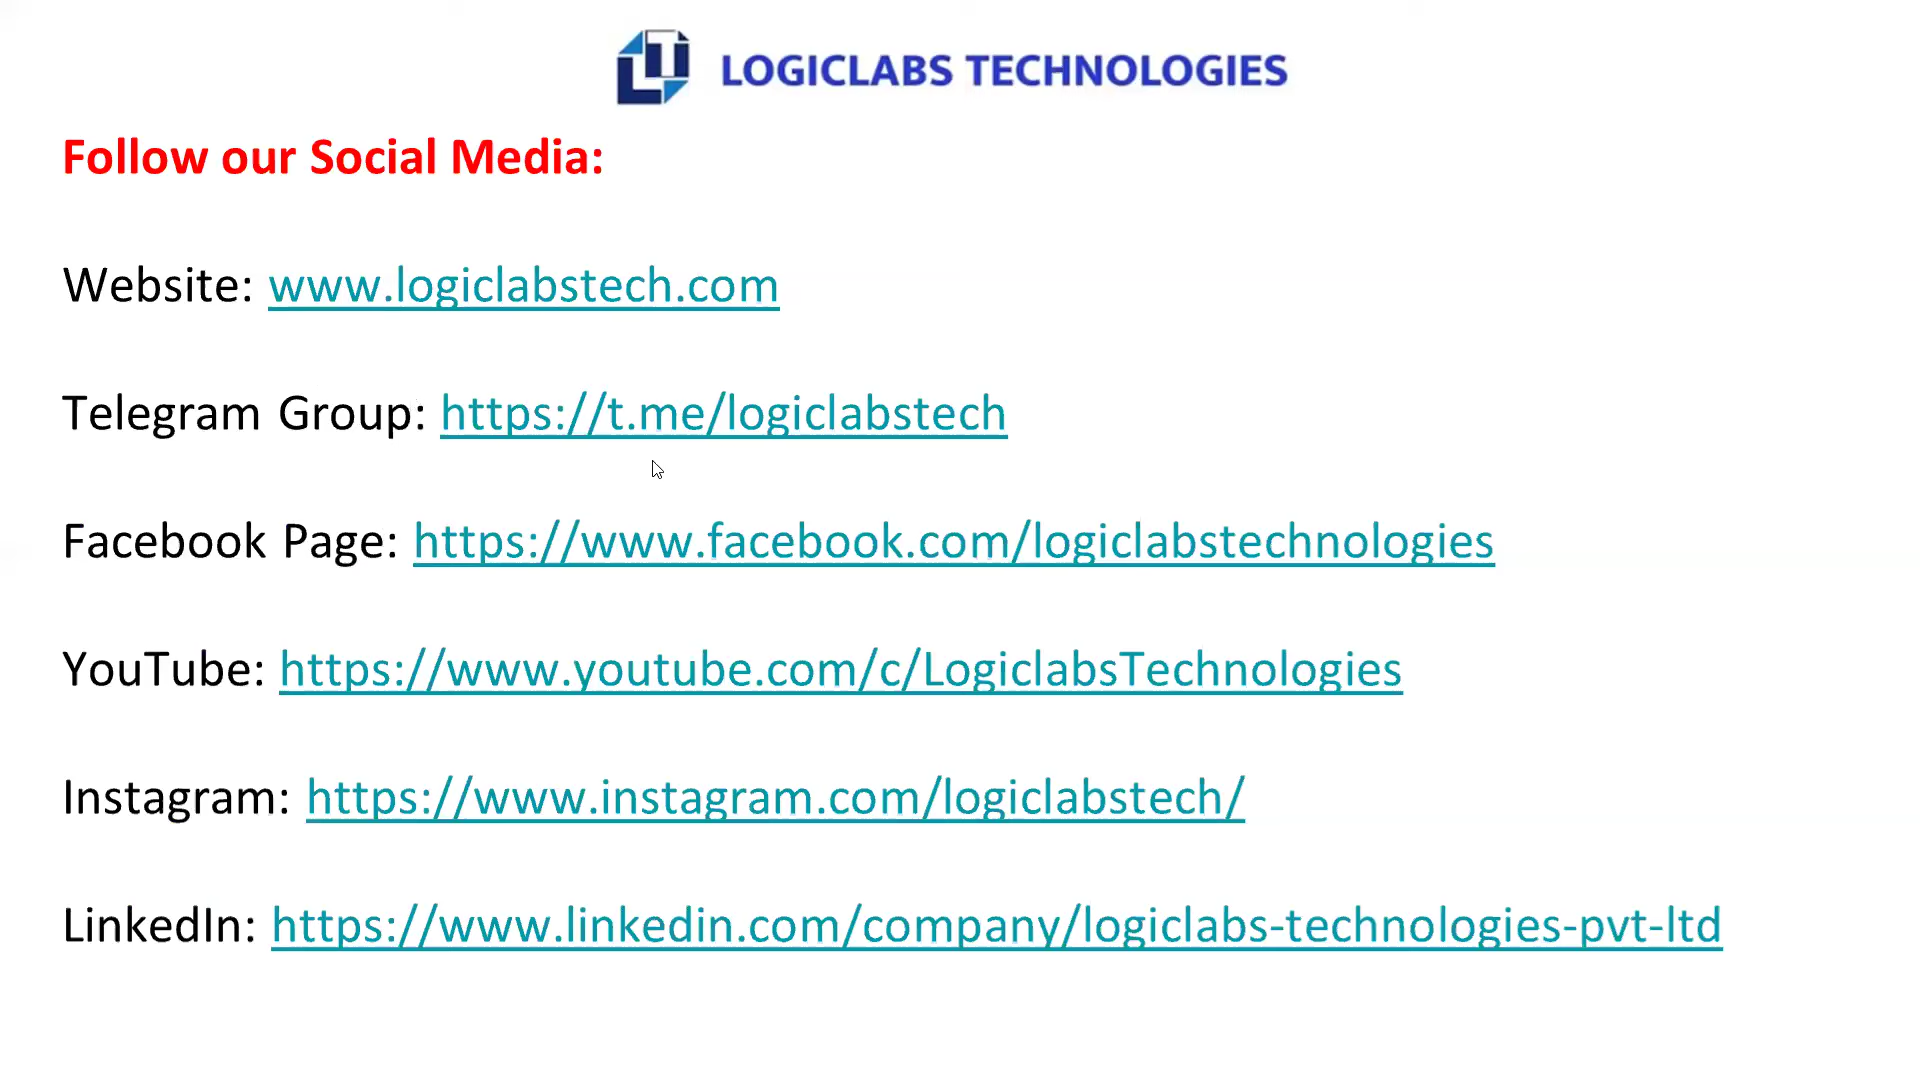 LOGICLABS TECHNOLOGIES
Follow our Social Media:
Website: www.logiclabstech.com
Telegram Group: https://t.me/logiclabstech
Facebook Page: https://www.facebook.com/logiclabstechnologies
YouTube: https://www.youtube.com/c/LogiclabsTechnologies
Instagram: https://www.instagram.com/logiclabstech/
LinkedIn: https://www.linkedin.com/company/logiclabs-technologies-pvt-ltd